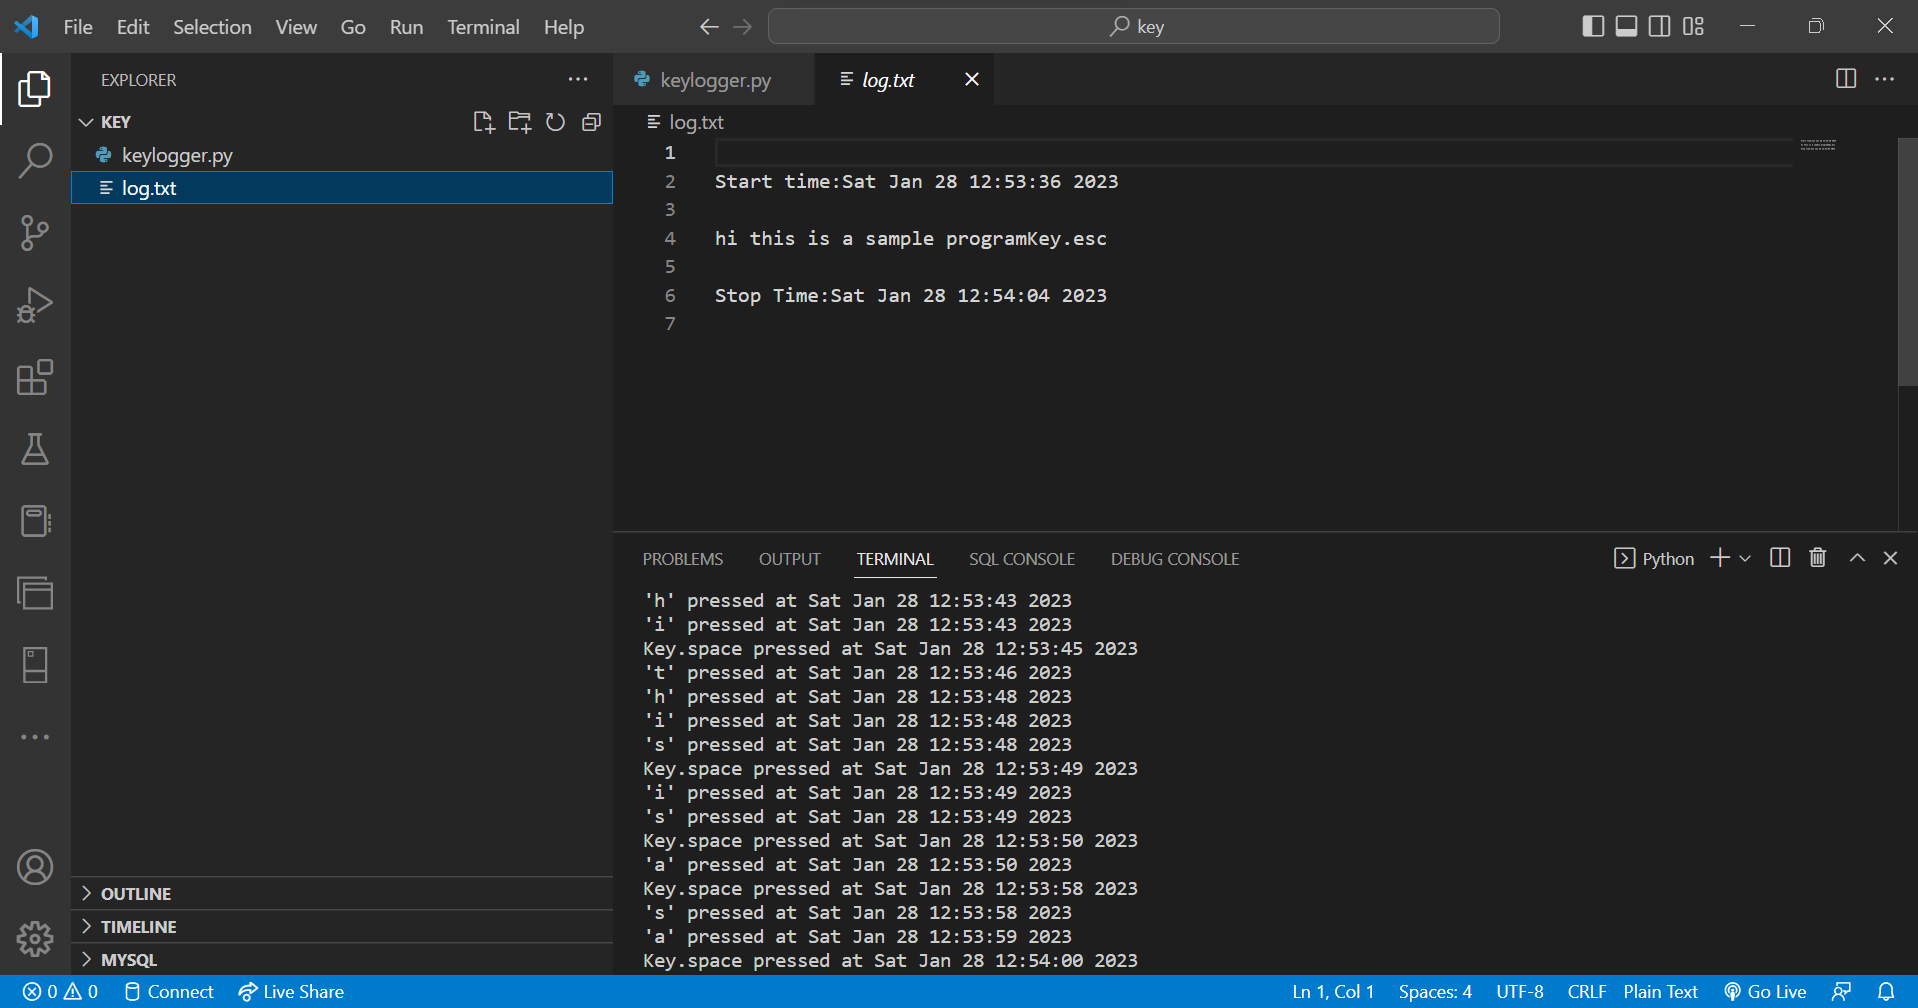 File Edit Selection View Go Run Terminal Help key
EXPLORER
KEY
keylogger.py
log.txt
OUTLINE
TIMELINE
MYSQL
keylogger.py log.txt
log.txt
1
2 Start time:Sat Jan 28 12:53:36 2023
3
4 hi this is a sample programKey.esc
5
6 Stop Time:Sat Jan 28 12:54:04 2023
7
PROBLEMS OUTPUT TERMINAL SQL CONSOLE DEBUG CONSOLE Python
'h' pressed at Sat Jan 28 12:53:43 2023
'i' pressed at Sat Jan 28 12:53:43 2023
Key.space pressed at Sat Jan 28 12:53:45 2023
't' pressed at Sat Jan 28 12:53:46 2023
'h' pressed at Sat Jan 28 12:53:48 2023
'i' pressed at Sat Jan 28 12:53:48 2023
's' pressed at Sat Jan 28 12:53:48 2023
Key.space pressed at Sat Jan 28 12:53:49 2023
'i' pressed at Sat Jan 28 12:53:49 2023
's' pressed at Sat Jan 28 12:53:49 2023
Key.space pressed at Sat Jan 28 12:53:50 2023
'a' pressed at Sat Jan 28 12:53:50 2023
Key.space pressed at Sat Jan 28 12:53:58 2023
's' pressed at Sat Jan 28 12:53:58 2023
'a' pressed at Sat Jan 28 12:53:59 2023
Key.space pressed at Sat Jan 28 12:54:00 2023
0 0 Connect Live Share Ln 1, Col 1 Spaces: 4 UTF-8 CRLF Plain Text Go Live